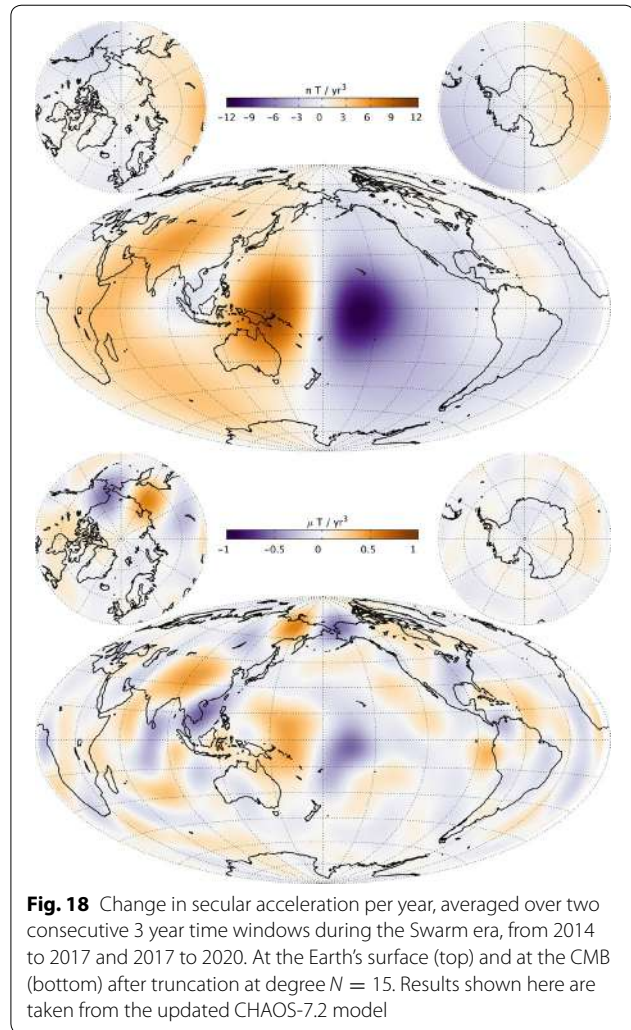 n T / yr³
−12 −9 −6 −3 0 3 6 9 12
μ T / yr³
−1 −0.5 0 0.5 1
Fig. 18 Change in secular acceleration per year, averaged over two
consecutive 3 year time windows during the Swarm era, from 2014
to 2017 and 2017 to 2020. At the Earth's surface (top) and at the CMB
(bottom) after truncation at degree N = 15. Results shown here are
taken from the updated CHAOS-7.2 model